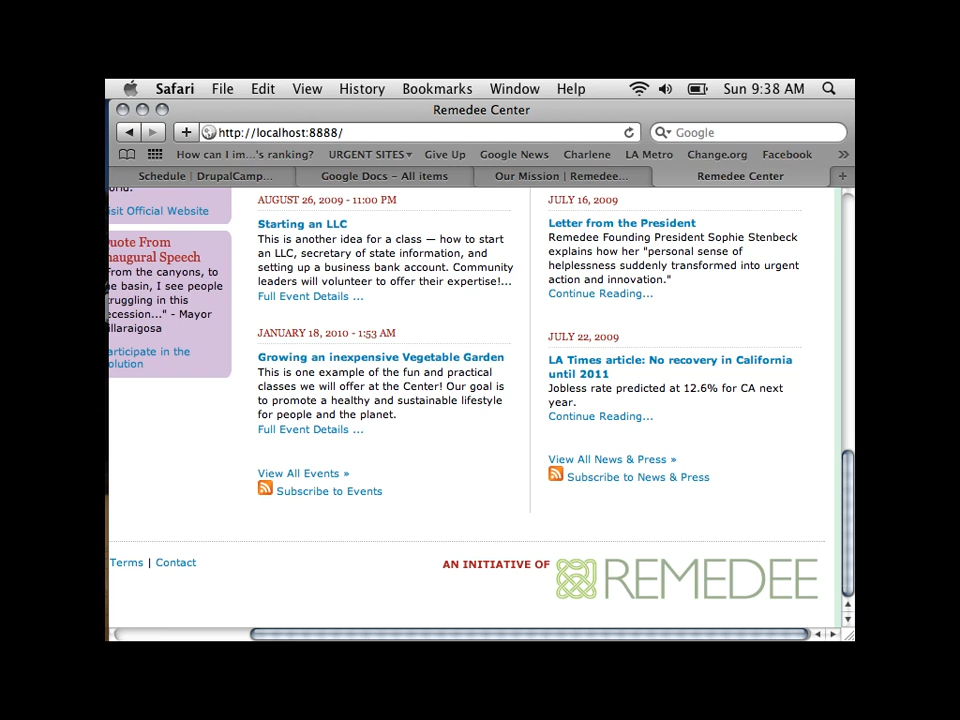 Safari File Edit View History Bookmarks Window Help Sun 9:38 AM
Remedee Center
http://localhost:8888/ Google
How can I im...'s ranking? URGENT SITES Give Up Google News Charlene LA Metro Change.org Facebook
Schedule | DrupalCamp... Google Docs – All items Our Mission | Remedee... Remedee Center
orld.
isit Official Website
uote From
naugural Speech
From the canyons, to
e basin, I see people
truggling in this
ecession..." - Mayor
illaraigosa
articipate in the
olution
AUGUST 26, 2009 - 11:00 PM
Starting an LLC
This is another idea for a class — how to start
an LLC, secretary of state information, and
setting up a business bank account. Community
leaders will volunteer to offer their expertise!...
Full Event Details ...
JANUARY 18, 2010 - 1:53 AM
Growing an inexpensive Vegetable Garden
This is one example of the fun and practical
classes we will offer at the Center! Our goal is
to promote a healthy and sustainable lifestyle
for people and the planet.
Full Event Details ...
View All Events »
Subscribe to Events
JULY 16, 2009
Letter from the President
Remedee Founding President Sophie Stenbeck
explains how her "personal sense of
helplessness suddenly transformed into urgent
action and innovation."
Continue Reading...
JULY 22, 2009
LA Times article: No recovery in California
until 2011
Jobless rate predicted at 12.6% for CA next
year.
Continue Reading...
View All News & Press »
Subscribe to News & Press
Terms | Contact
AN INITIATIVE OF REMEDEE